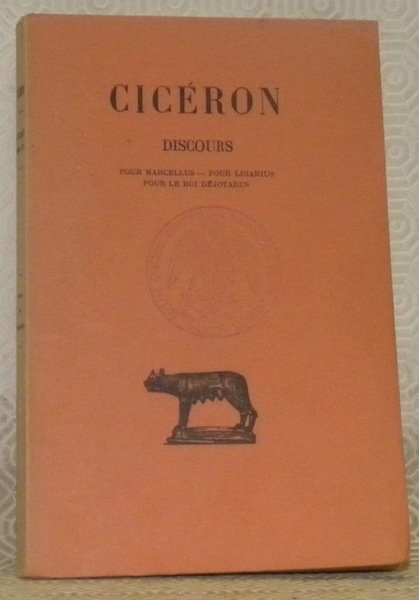 CICÉRON
DISCOURS
POUR MARCELLUS — POUR LIGARIUS
POUR LE ROI DÉJOTARUS